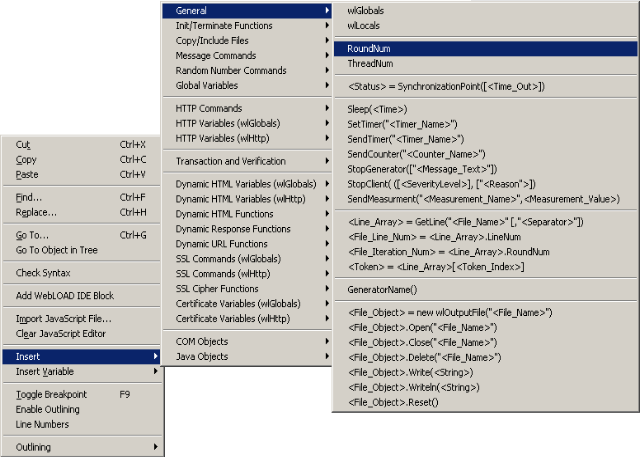 Cut Ctrl+X
Copy Ctrl+C
Paste Ctrl+V
Find... Ctrl+F
Replace... Ctrl+H
Go To... Ctrl+G
Go To Object in Tree
Check Syntax
Add WebLOAD IDE Block
Import JavaScript File...
Clear JavaScript Editor
Insert
Insert Variable
Toggle Breakpoint F9
Enable Outlining
Line Numbers
Outlining
General
Init/Terminate Functions
Copy/Include Files
Message Commands
Random Number Commands
Global Variables
HTTP Commands
HTTP Variables (wlGlobals)
HTTP Variables (wlHttp)
Transaction and Verification
Dynamic HTML Variables (wlGlobals)
Dynamic HTML Variables (wlHttp)
Dynamic HTML Functions
Dynamic Response Functions
Dynamic URL Functions
SSL Commands (wlGlobals)
SSL Commands (wlHttp)
SSL Cipher Functions
Certificate Variables (wlGlobals)
Certificate Variables (wlHttp)
COM Objects
Java Objects
wlGlobals
wlLocals
RoundNum
ThreadNum
<Status> = SynchronizationPoint([<Time_Out>])
Sleep(<Time>)
SetTimer("<Timer_Name>")
SendTimer("<Timer_Name>")
SendCounter("<Counter_Name>")
StopGenerator(["<Message_Text>"])
StopClient( ([<SeverityLevel>], ["<Reason">])
SendMeasurment("<Measurement_Name>",<Measurement_Value>)
<Line_Array> = GetLine("<File_Name>" [,"<Separator>"])
<File_Line_Num> = <Line_Array>.LineNum
<File_Iteration_Num> = <Line_Array>.RoundNum
<Token> = <Line_Array>[<Token_Index>]
GeneratorName()
<File_Object> = new wlOutputFile("<File_Name>")
<File_Object>.Open("<File_Name>")
<File_Object>.Close("<File_Name>")
<File_Object>.Delete("<File_Name>")
<File_Object>.Write(<String>)
<File_Object>.Writeln(<String>)
<File_Object>.Reset()